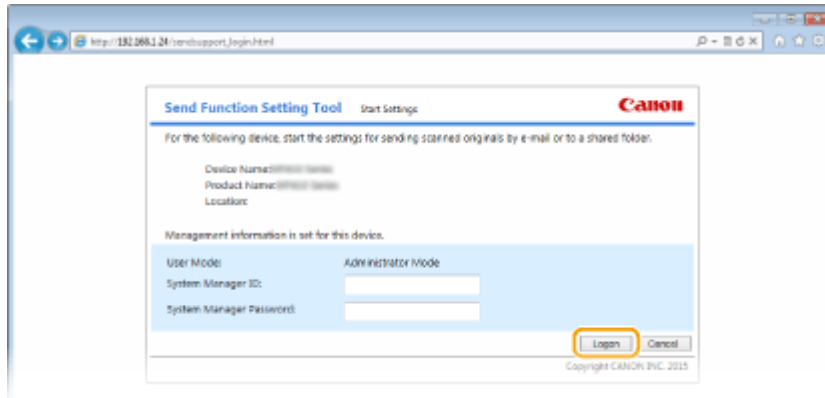 http://192.168.1.24/sendsupport_login.html
Send Function Setting Tool Start Settings Canon
For the following device, start the settings for sending scanned originals by e-mail or to a shared folder.
Device Name:
Product Name:
Location:
Management information is set for this device.
User Mode: Administrator Mode
System Manager ID:
System Manager Password:
Logon Cancel
Copyright CANON INC. 2015